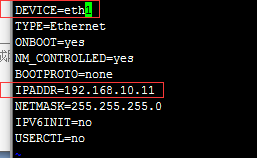 DEVICE=eth1
TYPE=Ethernet
ONBOOT=yes
NM_CONTROLLED=yes
BOOTPROTO=none
IPADDR=192.168.10.11
NETMASK=255.255.255.0
IPV6INIT=no
USERCTL=no